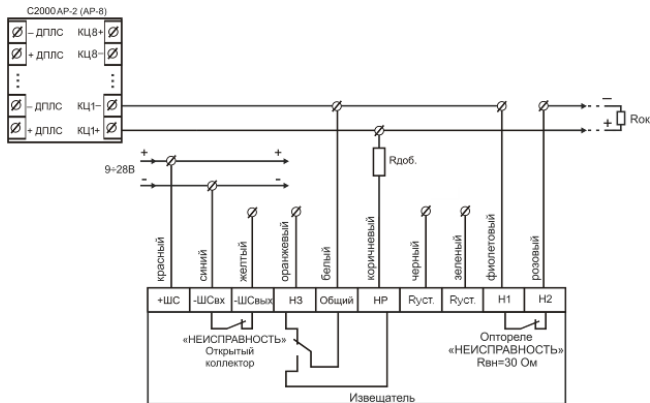 С2000 АР-2 (АР-8)
– ДПЛС КЦ8+
+ ДПЛС КЦ8–
– ДПЛС КЦ1–
+ ДПЛС КЦ1+
–
+
Rок
+
9÷28В
-
Rдоб.
красный
синий
желтый
оранжевый
белый
коричневый
черный
зеленый
фиолетовый
розовый
+ШС
-ШСвх
-ШСвых
НЗ
Общий
НР
Rуст.
Rуст.
Н1
Н2
«НЕИСПРАВНОСТЬ»
Открытый
коллектор
Оптореле
«НЕИСПРАВНОСТЬ»
Rвн=30 Ом
Извещатель